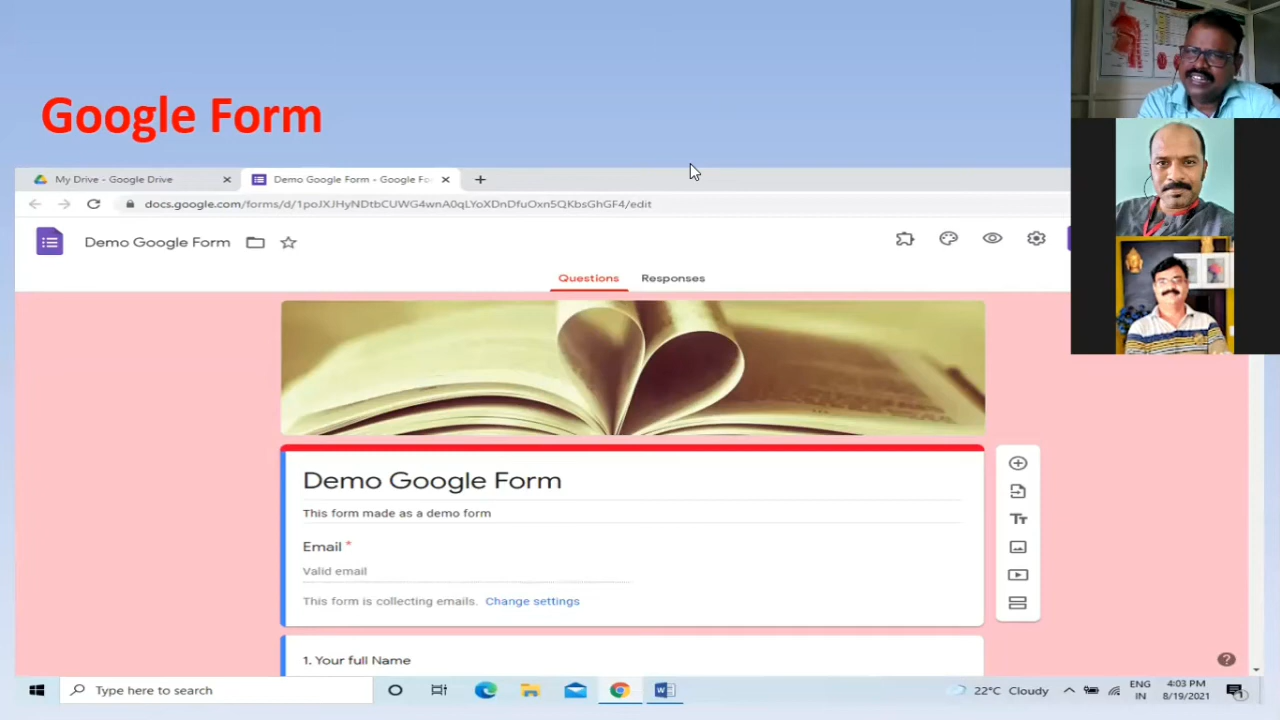 Google Form
My Drive - Google Drive
Demo Google Form - Google Fo
docs.google.com/forms/d/1poJXJHyNDtbCUWG4wnA0qLYoXDnDfuOxn5QKbsGhGF4/edit
Demo Google Form
Questions Responses
Demo Google Form
This form made as a demo form
Email *
Valid email
This form is collecting emails. Change settings
1. Your full Name
Type here to search
22°C Cloudy
ENG
IN
4:03 PM
8/19/2021